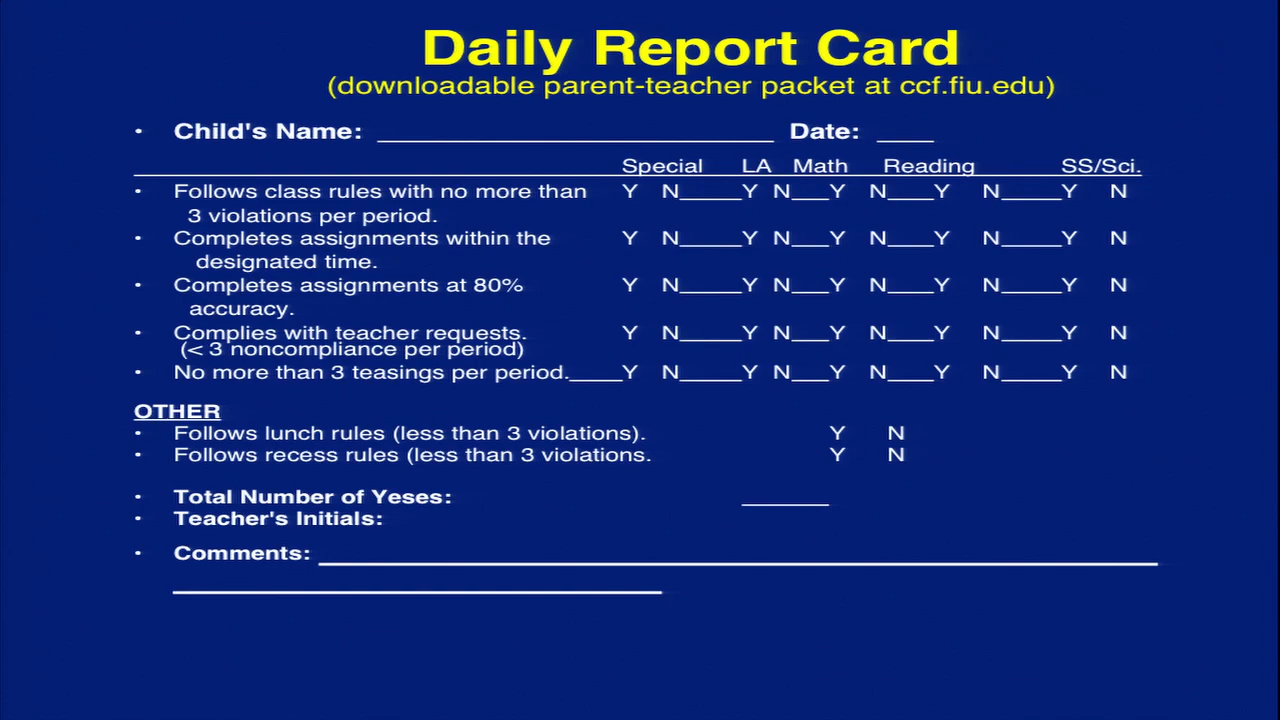 Daily Report Card
(downloadable parent-teacher packet at ccf.fiu.edu)
• Child's Name: ______________________ Date: ____
Special LA Math Reading SS/Sci.
• Follows class rules with no more than Y N_____Y N___Y N____Y N_____Y N
3 violations per period.
• Completes assignments within the Y N_____Y N___Y N____Y N_____Y N
designated time.
• Completes assignments at 80% Y N_____Y N___Y N____Y N_____Y N
accuracy.
• Complies with teacher requests. Y N_____Y N___Y N____Y N_____Y N
(< 3 noncompliance per period)
• No more than 3 teasings per period._____Y N_____Y N___Y N____Y N_____Y N
OTHER
• Follows lunch rules (less than 3 violations). Y N
• Follows recess rules (less than 3 violations. Y N
• Total Number of Yeses: ______
• Teacher's Initials:
• Comments: ______________________
______________________